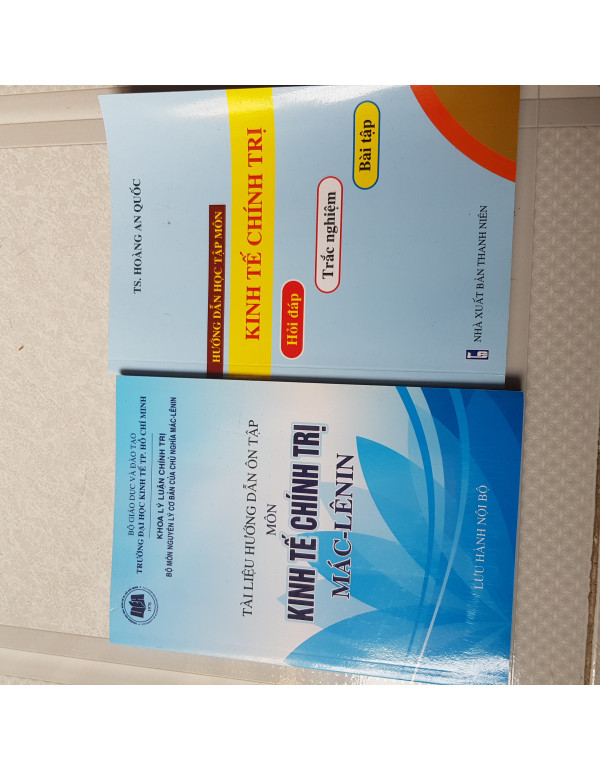 TS. HOÀNG AN QUỐC
HƯỚNG DẪN HỌC TẬP MÔN
KINH TẾ CHÍNH TRỊ
Hỏi đáp
Trắc nghiệm
Bài tập
NHÀ XUẤT BẢN THANH NIÊN
BỘ GIÁO DỤC VÀ ĐÀO TẠO
TRƯỜNG ĐẠI HỌC KINH TẾ TP. HỒ CHÍ MINH
KHOA LÝ LUẬN CHÍNH TRỊ
BỘ MÔN NGUYÊN LÝ CƠ BẢN CỦA CHỦ NGHĨA MÁC-LÊNIN
TÀI LIỆU HƯỚNG DẪN ÔN TẬP
MÔN
KINH TẾ CHÍNH TRỊ
MÁC-LÊNIN
LƯU HÀNH NỘI BỘ